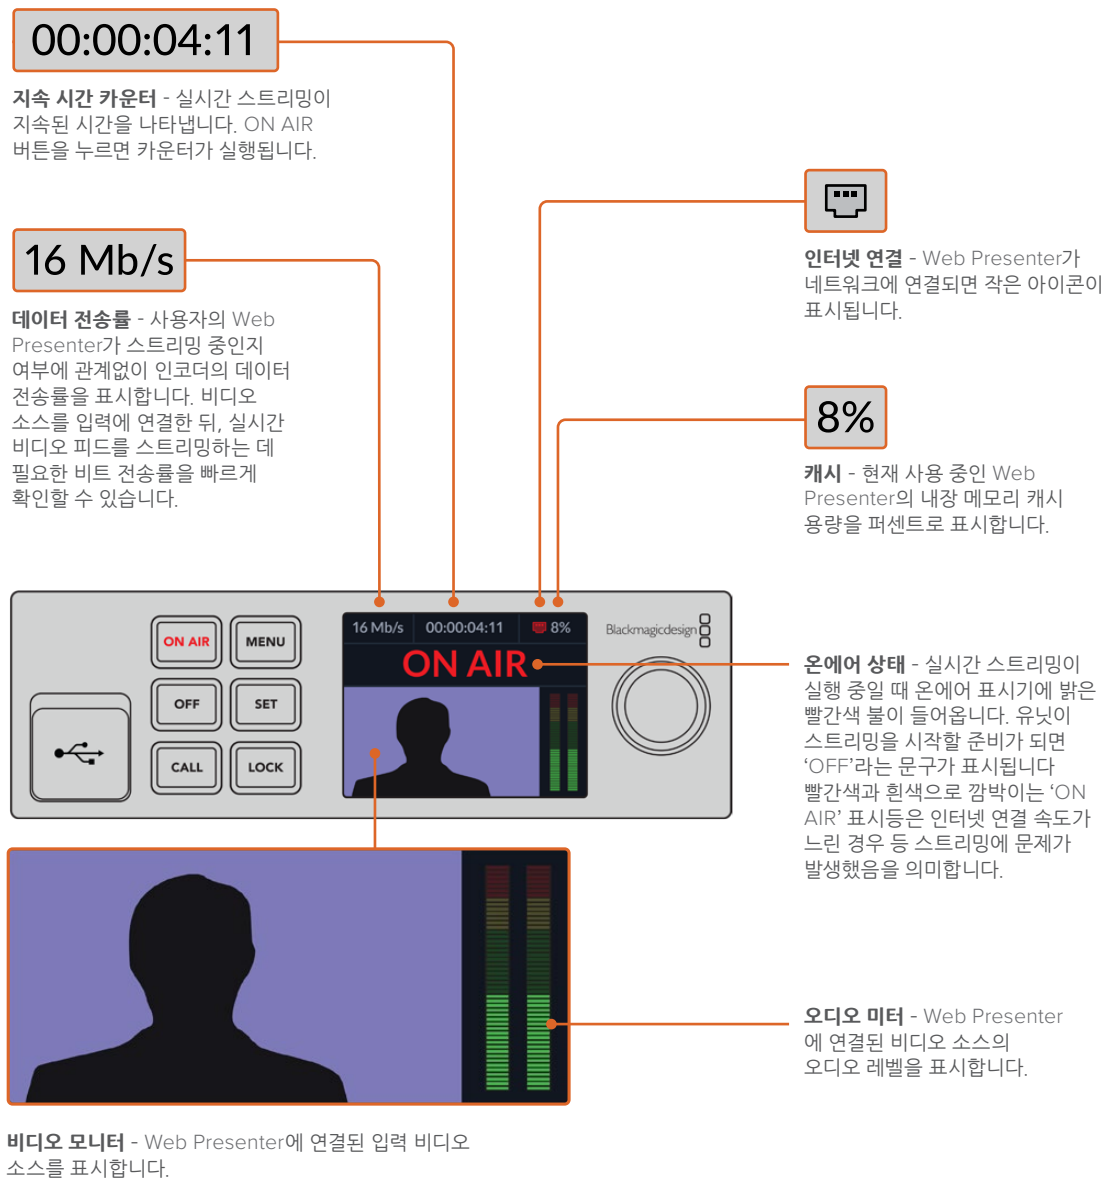 00:00:04:11
지속 시간 카운터 - 실시간 스트리밍이
지속된 시간을 나타냅니다. ON AIR
버튼을 누르면 카운터가 실행됩니다.
16 Mb/s
데이터 전송률 - 사용자의 Web
Presenter가 스트리밍 중인지
여부에 관계없이 인코더의 데이터
전송률을 표시합니다. 비디오
소스를 입력에 연결한 뒤, 실시간
비디오 피드를 스트리밍하는 데
필요한 비트 전송률을 빠르게
확인할 수 있습니다.
인터넷 연결 - Web Presenter가
네트워크에 연결되면 작은 아이콘이
표시됩니다.
8%
캐시 - 현재 사용 중인 Web
Presenter의 내장 메모리 캐시
용량을 퍼센트로 표시합니다.
ON AIR
MENU
OFF
SET
CALL
LOCK
16 Mb/s
00:00:04:11
8%
ON AIR
Blackmagicdesign
온에어 상태 - 실시간 스트리밍이
실행 중일 때 온에어 표시기에 밝은
빨간색 불이 들어옵니다. 유닛이
스트리밍을 시작할 준비가 되면
‘OFF’라는 문구가 표시됩니다
빨간색과 흰색으로 깜박이는 ‘ON
AIR’ 표시등은 인터넷 연결 속도가
느린 경우 등 스트리밍에 문제가
발생했음을 의미합니다.
오디오 미터 - Web Presenter
에 연결된 비디오 소스의
오디오 레벨을 표시합니다.
비디오 모니터 - Web Presenter에 연결된 입력 비디오
소스를 표시합니다.